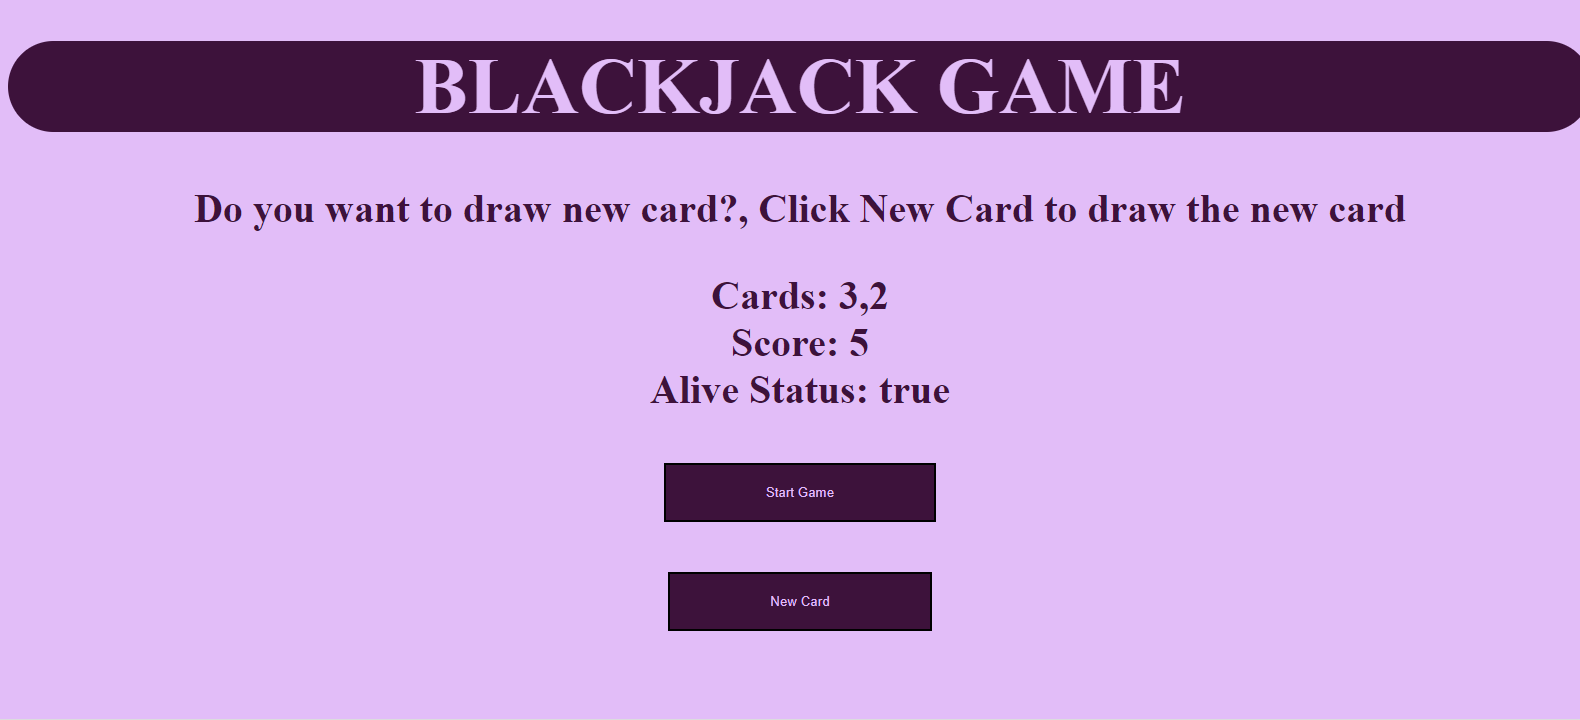 BLACKJACK GAME
Do you want to draw new card?, Click New Card to draw the new card
Cards: 3,2
Score: 5
Alive Status: true
Start Game
New Card